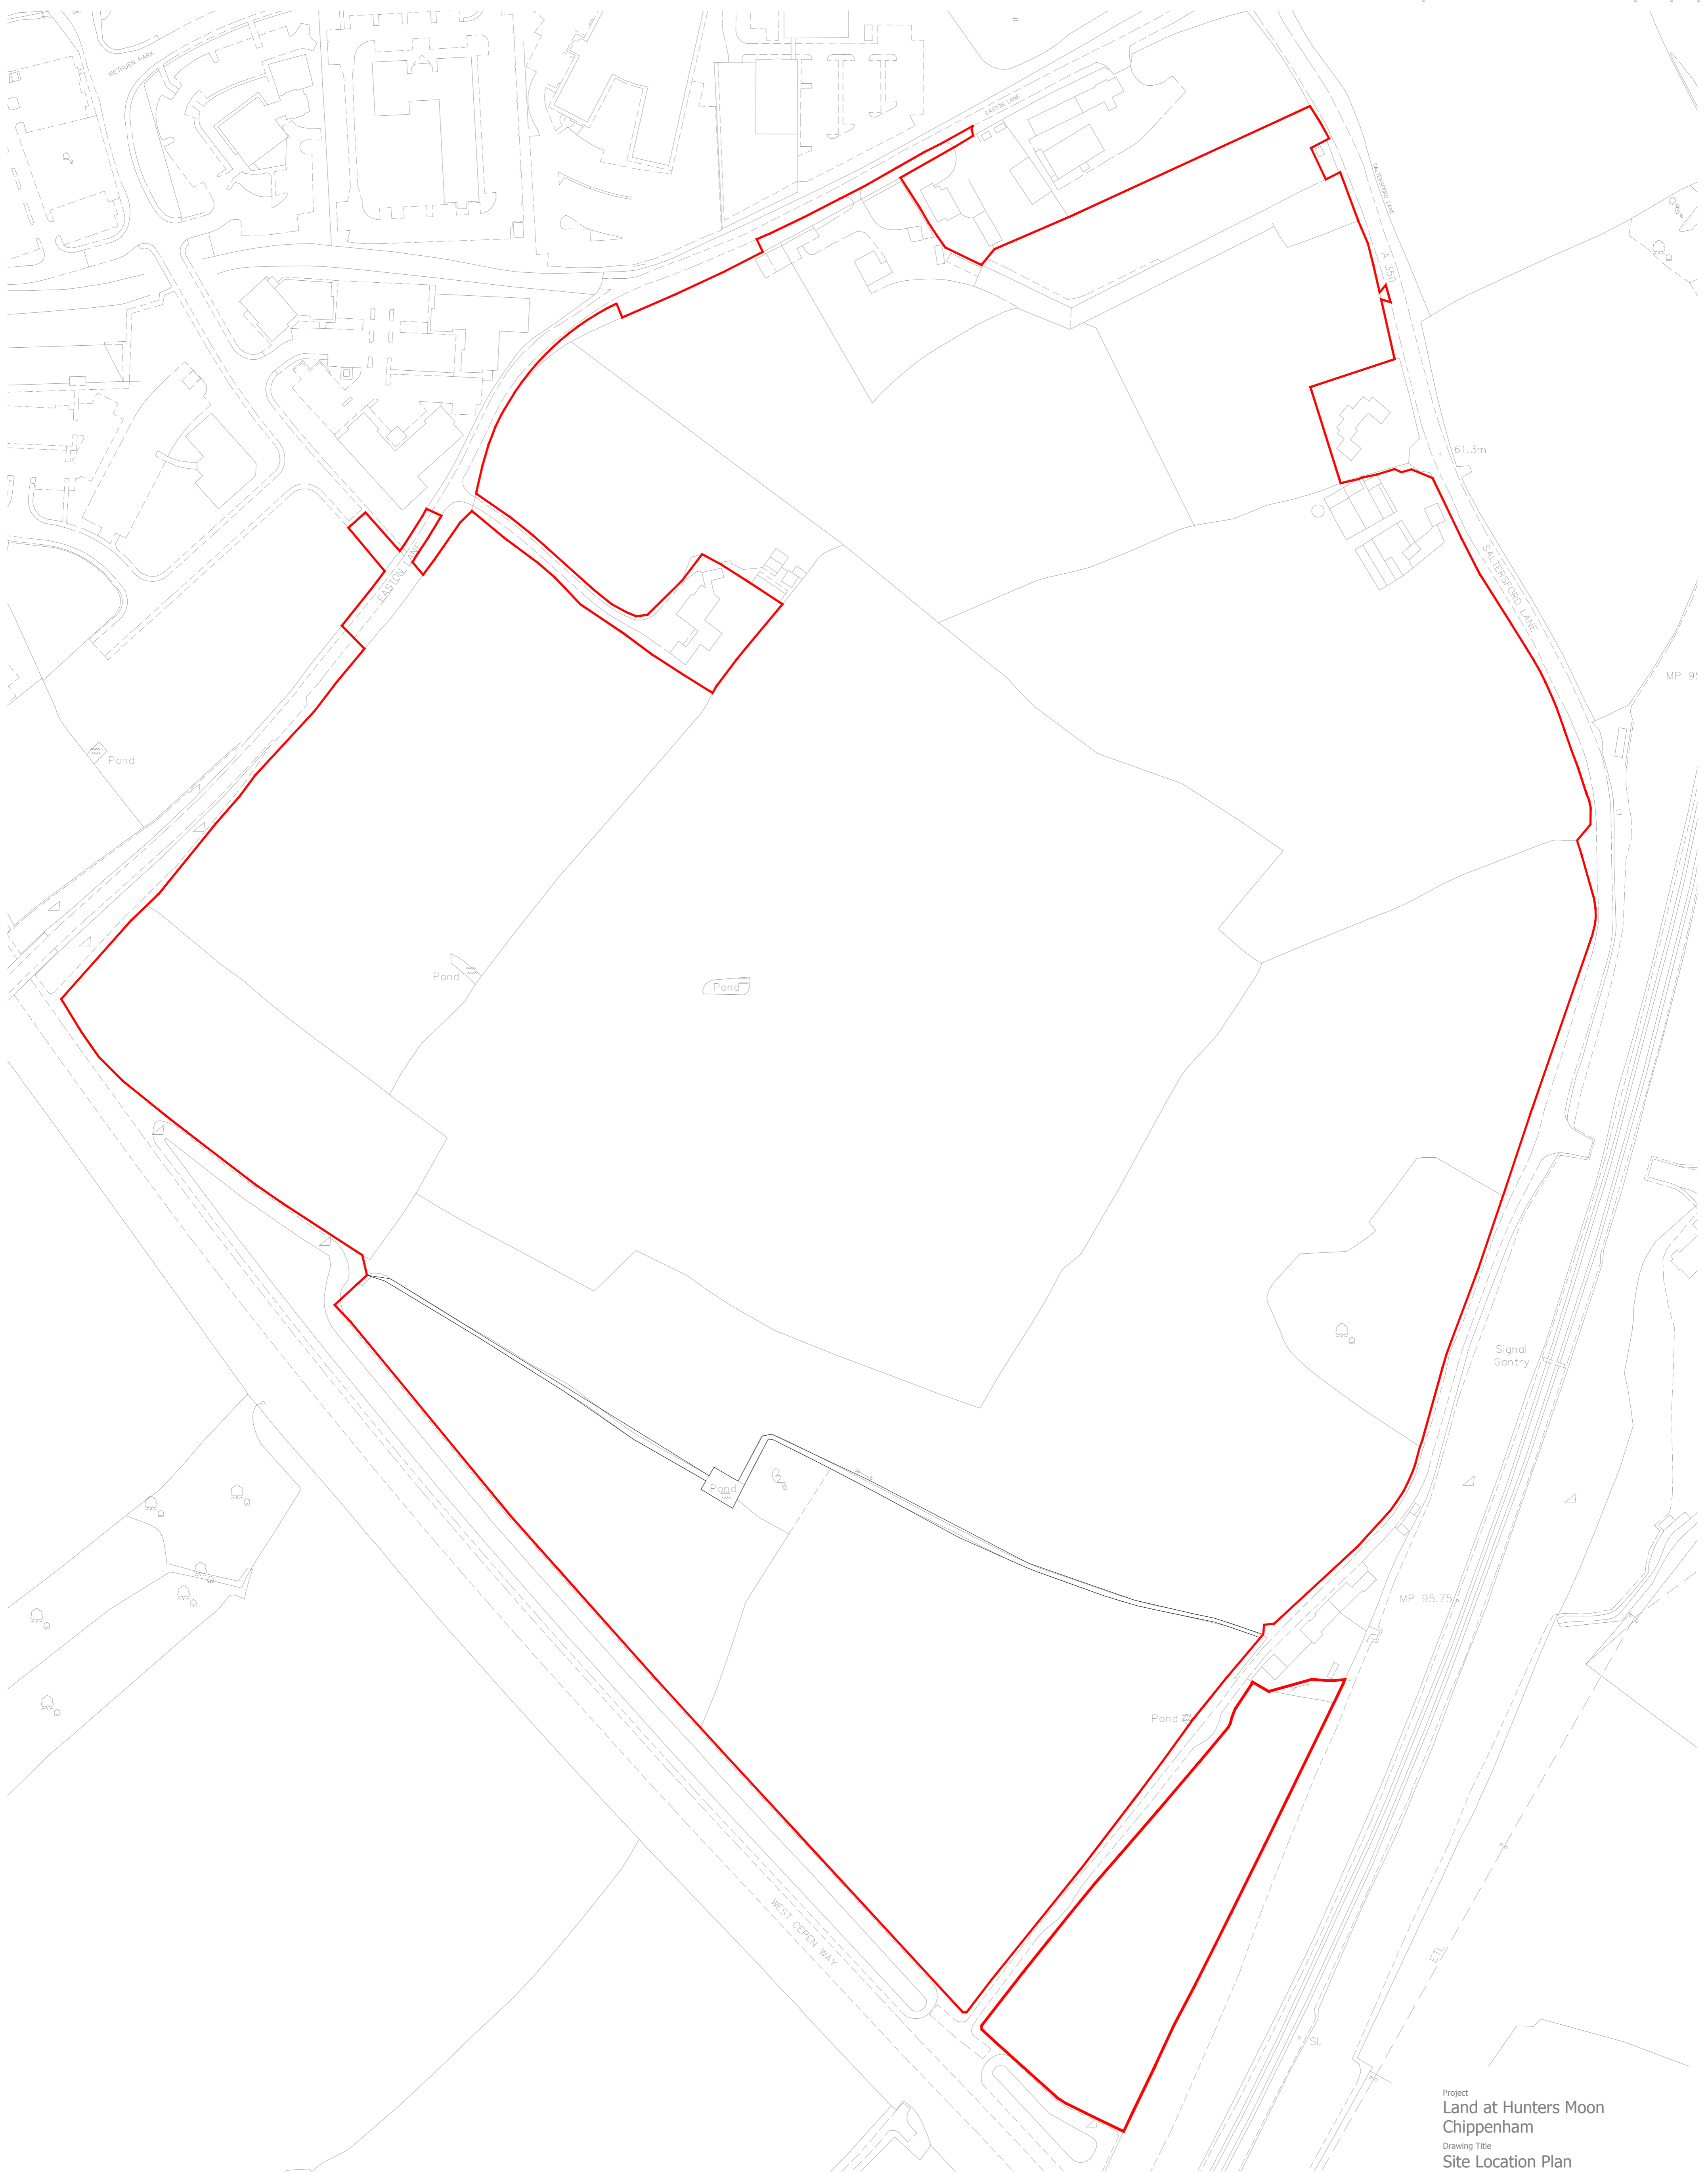 METHUEN PARK
EASTON LANE
SALTERSFORD LANE
A 350
61.3m
EASTON LANE
SALTERSFORD LANE
MP 95
Pond
Pond
Pond
Signal
Gantry
Pond
MP 95.75
Pond
WEST CEPEN WAY
ETL
SL
Project
Land at Hunters Moon
Chippenham
Drawing Title
Site Location Plan